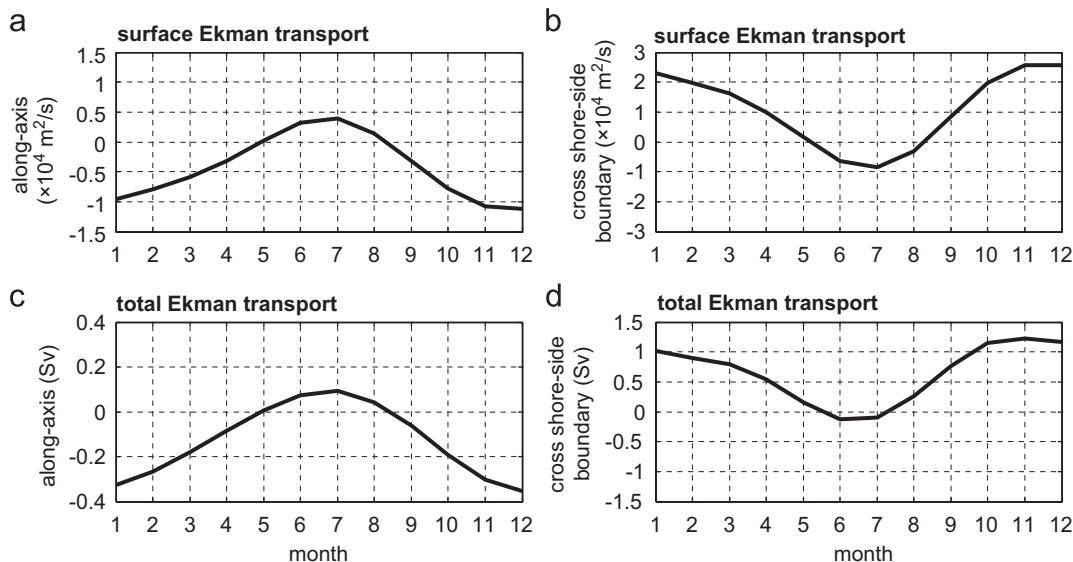 a
surface Ekman transport
along-axis
(×10⁴ m²/s)
1.5
1
0.5
0
-0.5
-1
-1.5
1 2 3 4 5 6 7 8 9 10 11 12
b
surface Ekman transport
cross shore-side
boundary (×10⁴ m²/s)
3
2
1
0
-1
-2
-3
1 2 3 4 5 6 7 8 9 10 11 12
c
total Ekman transport
along-axis (Sv)
0.4
0.2
0
-0.2
-0.4
1 2 3 4 5 6 7 8 9 10 11 12
month
d
total Ekman transport
cross shore-side
boundary (Sv)
1.5
1
0.5
0
-0.5
-1
-1.5
1 2 3 4 5 6 7 8 9 10 11 12
month